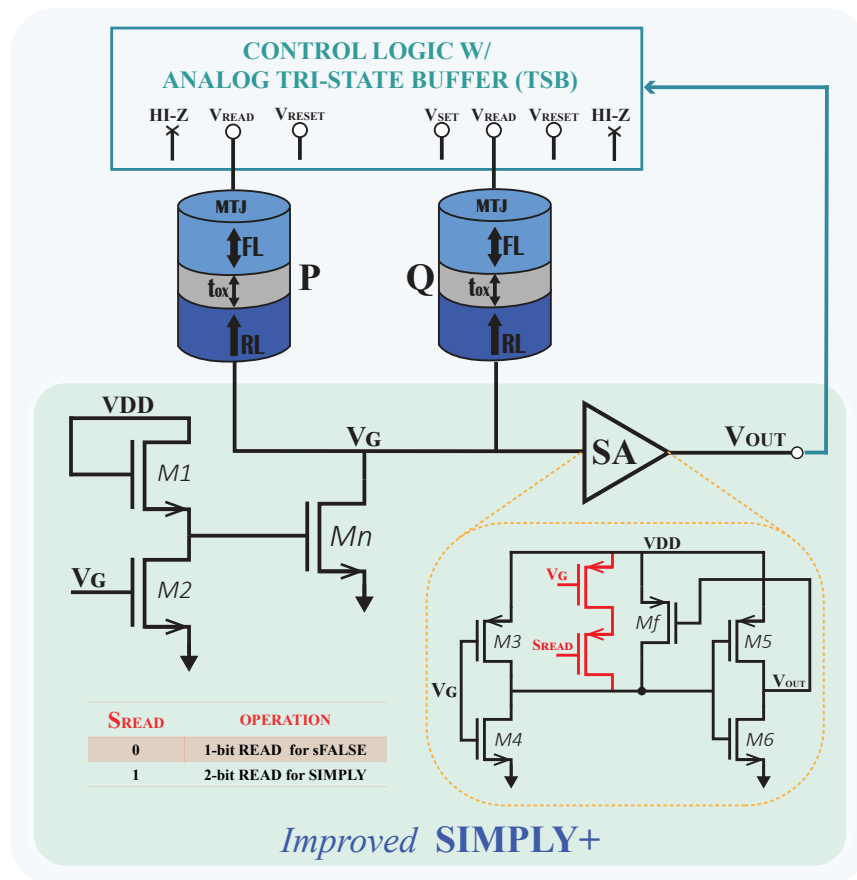 CONTROL LOGIC W/
ANALOG TRI-STATE BUFFER (TSB)
HI-Z VREAD VRESET VSET VREAD VRESET HI-Z
MTJ MTJ
FL FL
P Q
tox tox
RL RL
VDD
VG
SA
VOUT
M1
Mn
VG M2
VDD
VG
Mf
M3 M5
SREAD
VG
VOUT
M4 M6
SREAD OPERATION
0 1-bit READ for sFALSE
1 2-bit READ for SIMPLY
Improved SIMPLY+